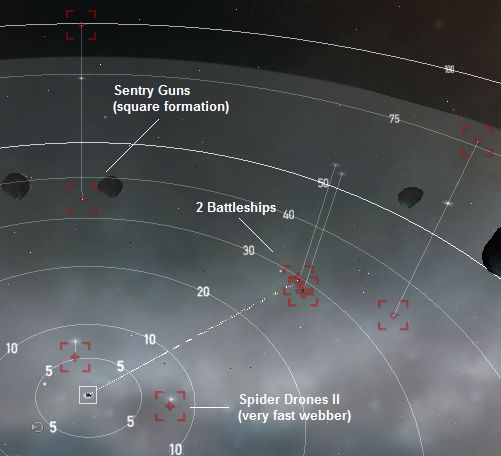 100
Sentry Guns
(square formation)
75
50
2 Battleships
40
30
20
10
10
5
5
Spider Drones II
(very fast webber)
5
5
10